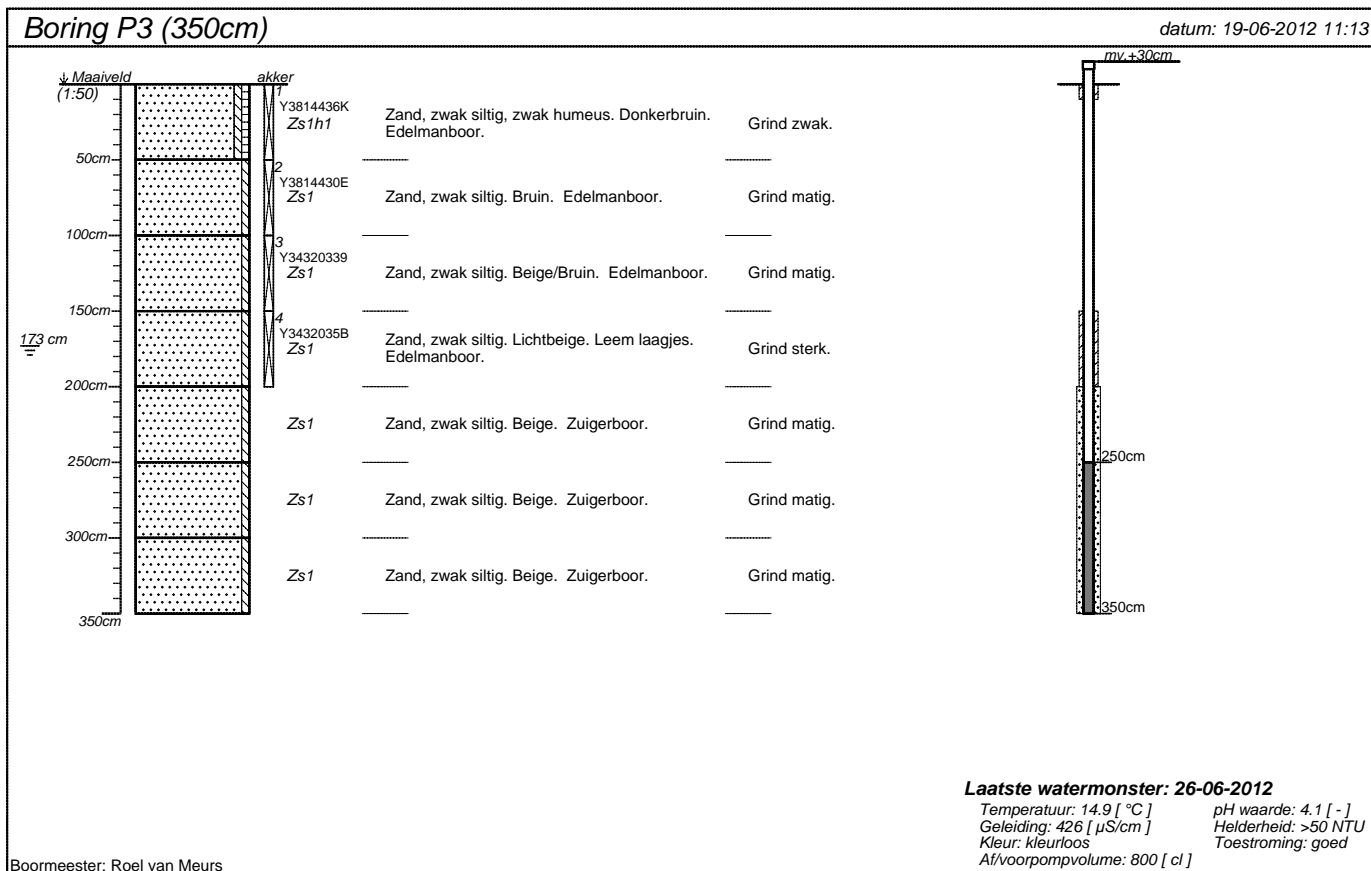 Boring P3 (350cm)
datum: 19-06-2012 11:13
mv.+30cm
Maaiveld
akker
(1:50)
1
Y3814436K
Zs1h1
Zand, zwak siltig, zwak humeus. Donkerbruin.
Edelmanboor.
Grind zwak.
50cm
2
Y3814430E
Zs1
Zand, zwak siltig. Bruin. Edelmanboor.
Grind matig.
100cm
3
Y34320339
Zs1
Zand, zwak siltig. Beige/Bruin. Edelmanboor.
Grind matig.
150cm
4
Y3432035B
173 cm
Zs1
Zand, zwak siltig. Lichtbeige. Leem laagjes.
Edelmanboor.
Grind sterk.
200cm
Zs1
Zand, zwak siltig. Beige. Zuigerboor.
Grind matig.
250cm
250cm
Zs1
Zand, zwak siltig. Beige. Zuigerboor.
Grind matig.
300cm
Zs1
Zand, zwak siltig. Beige. Zuigerboor.
Grind matig.
350cm
350cm
Laatste watermonster: 26-06-2012
Temperatuur: 14.9 [ °C ]
pH waarde: 4.1 [ - ]
Geleiding: 426 [ µS/cm ]
Helderheid: >50 NTU
Kleur: kleurloos
Toestroming: goed
Af/voorpompvolume: 800 [ cl ]
Boormeester: Roel van Meurs